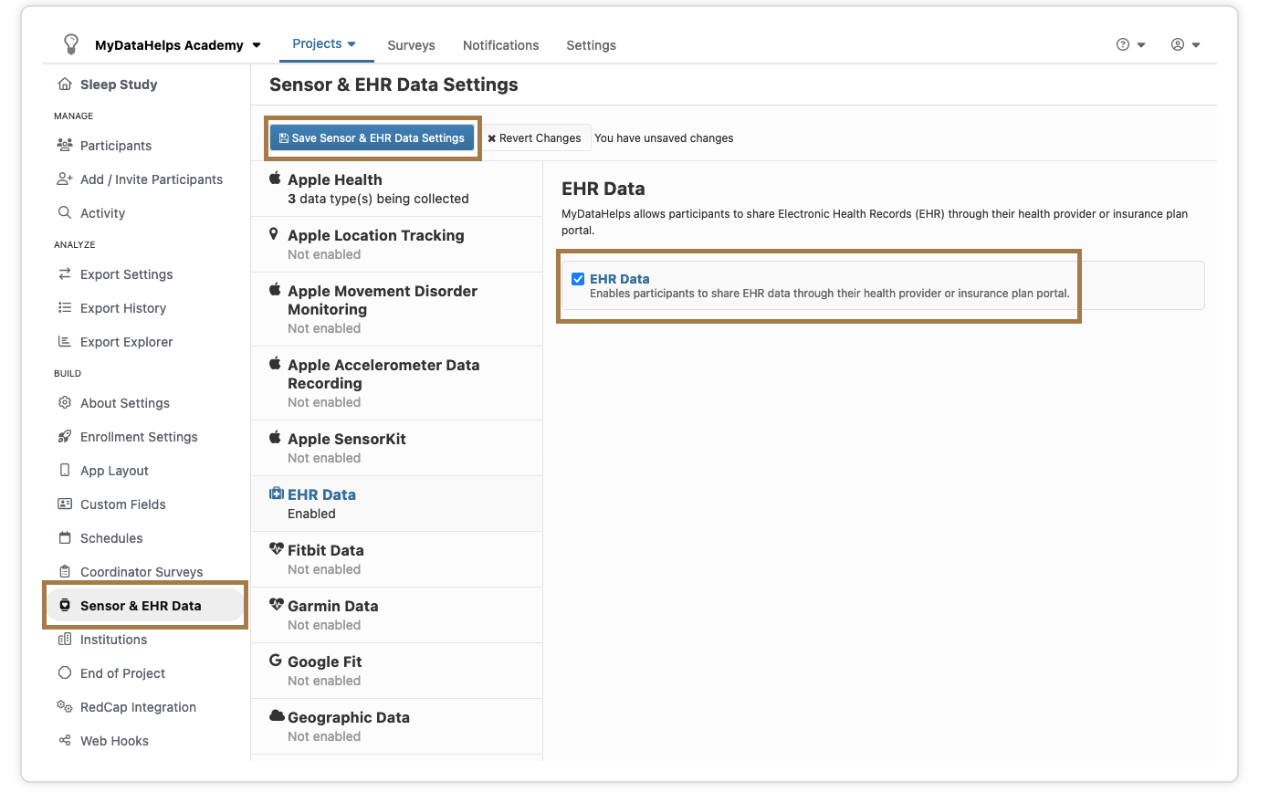 MyDataHelps Academy
Projects
Surveys
Notifications
Settings
Sleep Study
MANAGE
Participants
Add / Invite Participants
Activity
ANALYZE
Export Settings
Export History
Export Explorer
BUILD
About Settings
Enrollment Settings
App Layout
Custom Fields
Schedules
Coordinator Surveys
Sensor & EHR Data
Institutions
End of Project
RedCap Integration
Web Hooks
Sensor & EHR Data Settings
Save Sensor & EHR Data Settings
Revert Changes
You have unsaved changes
Apple Health
3 data type(s) being collected
Apple Location Tracking
Not enabled
Apple Movement Disorder
Monitoring
Not enabled
Apple Accelerometer Data
Recording
Not enabled
Apple SensorKit
Not enabled
EHR Data
Enabled
Fitbit Data
Not enabled
Garmin Data
Not enabled
Google Fit
Not enabled
Geographic Data
Not enabled
EHR Data
MyDataHelps allows participants to share Electronic Health Records (EHR) through their health provider or insurance plan
portal.
EHR Data
Enables participants to share EHR data through their health provider or insurance plan portal.